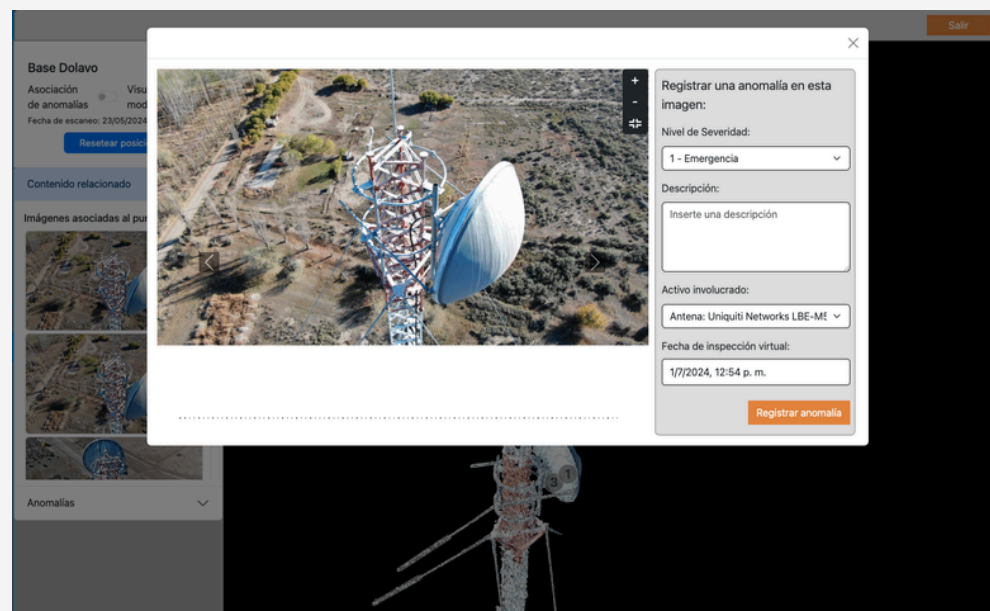 Salir
Base Dolavo
Asociación
de anomalías
Visu
mod
Fecha de escaneo: 23/05/2024
Resetear posici
Contenido relacionado
Imágenes asociadas al pu
Anomalías
+
-
Registrar una anomalía en esta
imagen:
Nivel de Severidad:
1 - Emergencia
Descripción:
Inserte una descripción
Activo involucrado:
Antena: Uniquiti Networks LBE-M5
Fecha de inspección virtual:
1/7/2024, 12:54 p. m.
Registrar anomalía
3
1